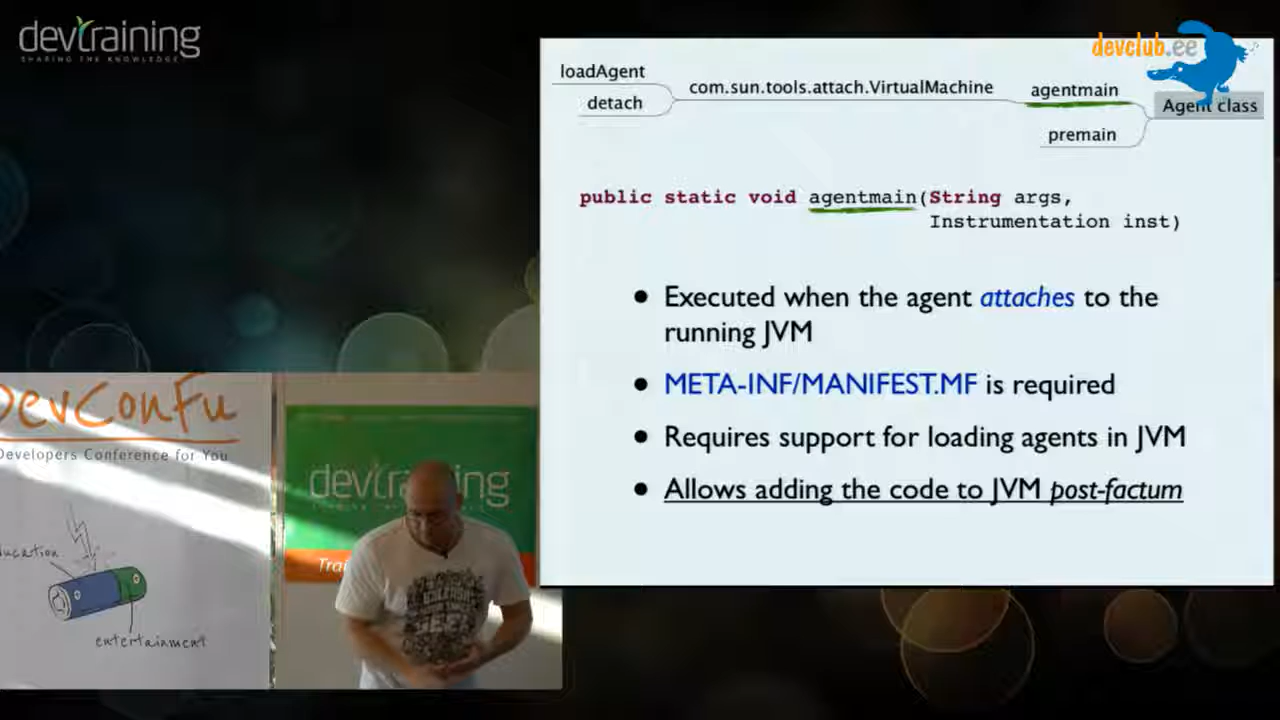 devtraining
SHARING THE KNOWLEDGE
devclub.ee
loadAgent
detach
com.sun.tools.attach.VirtualMachine
agentmain
premain
Agent class
public static void agentmain(String args,
Instrumentation inst)
• Executed when the agent attaches to the
running JVM
• META-INF/MANIFEST.MF is required
• Requires support for loading agents in JVM
• Allows adding the code to JVM post-factum
DevConFu
Developers Conference for You
ducation
entertainment
devtraining